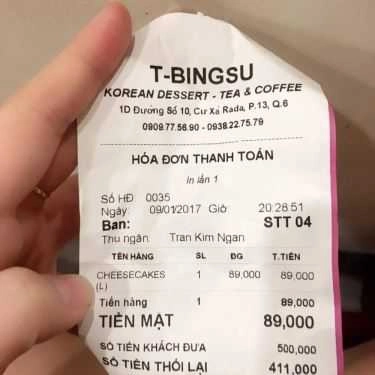 T-BINGSU
KOREAN DESSERT - TEA & COFFEE
1D Đường Số 10, Cư Xá Rada, P.13, Q.6
0909.77.56.90 - 0938.22.75.79
HÓA ĐƠN THANH TOÁN
In lần 1
Số HĐ 0035
Ngày: 09/01/2017 Giờ 20:28:51
Ban: STT 04
Thu ngân: Tran Kim Ngan
TÊN HÀNG SL ĐG T.TIỀN
CHEESECAKES 1 89,000 89,000
(L)
Tiền hàng 1 89,000
TIỀN MẶT 89,000
SỐ TIỀN KHÁCH ĐƯA 500,000
SỐ TIỀN THỐI LẠI 411,000